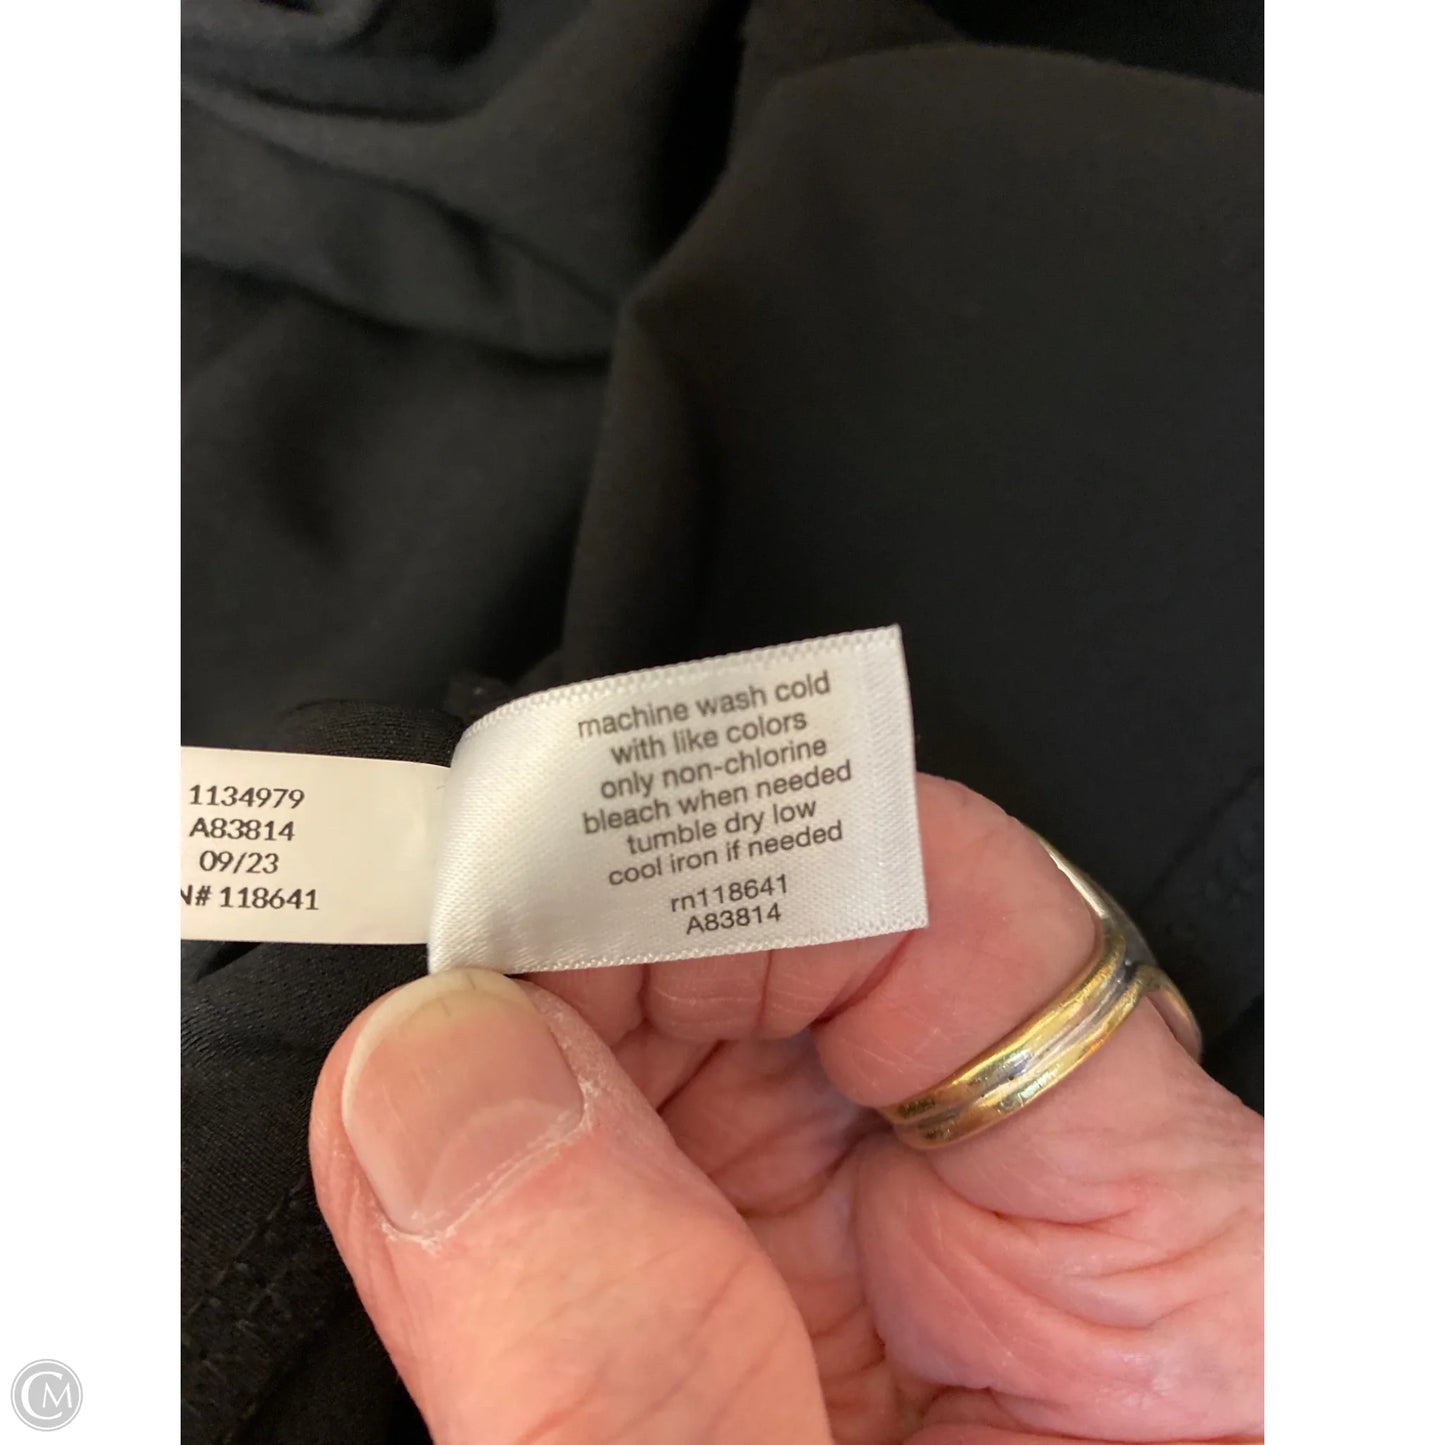 1134979
A83814
09/23
N# 118641
machine wash cold
with like colors
only non-chlorine
bleach when needed
tumble dry low
cool iron if needed
rn118641
A83814
CM